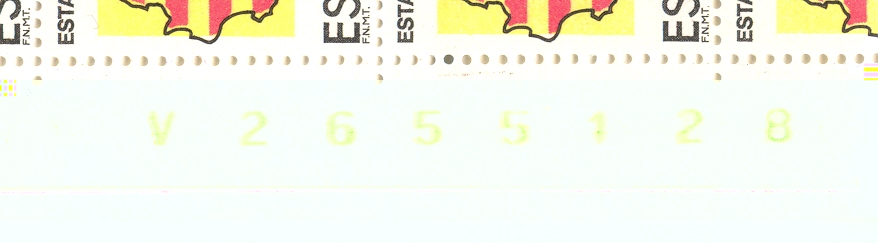 ES F.N.M.T. ESTA ES F.N.M.T. ESTA ES F.N.M.T. ESTA
V 2 6 5 5 1 2 8